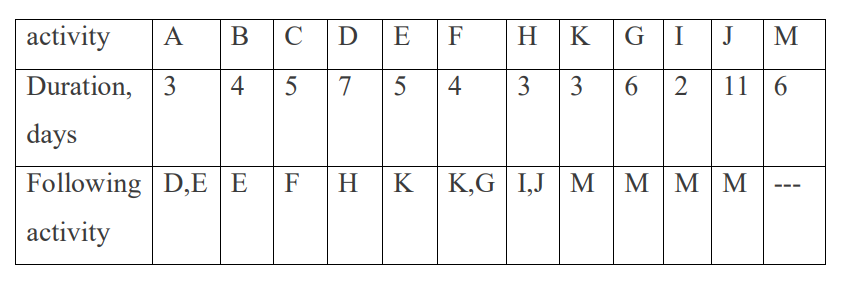 activity A B C D E F H K G I J M
Duration, 3 4 5 7 5 4 3 3 6 2 11 6
days
Following D,E E F H K K,G I,J M M M M ---
activity